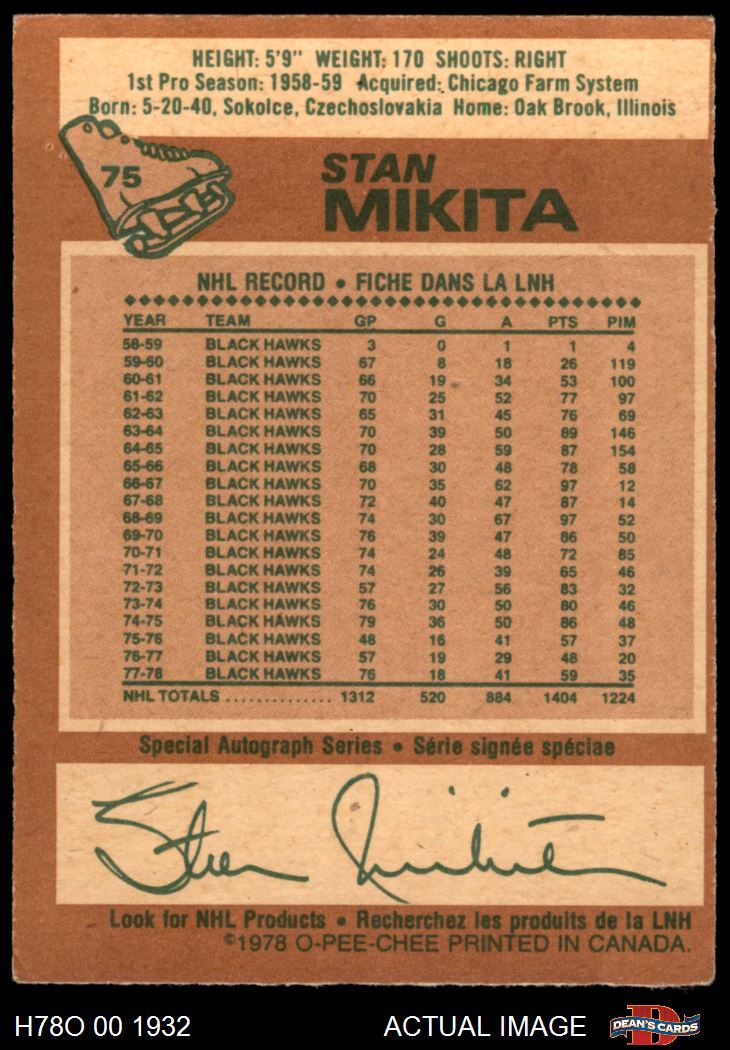 HEIGHT: 5'9" WEIGHT: 170 SHOOTS: RIGHT
1st Pro Season: 1958-59 Acquired: Chicago Farm System
Born: 5-20-40, Sokolce, Czechoslovakia Home: Oak Brook, Illinois
75
STAN
MIKITA
NHL RECORD • FICHE DANS LA LNH
YEAR TEAM GP G A PTS PIM
58-59 BLACK HAWKS 3 0 1 1 4
59-60 BLACK HAWKS 67 8 18 26 119
60-61 BLACK HAWKS 66 19 34 53 100
61-62 BLACK HAWKS 70 25 52 77 97
62-63 BLACK HAWKS 65 31 45 76 69
63-64 BLACK HAWKS 70 39 50 89 146
64-65 BLACK HAWKS 70 28 59 87 154
65-66 BLACK HAWKS 68 30 48 78 58
66-67 BLACK HAWKS 70 35 62 97 12
67-68 BLACK HAWKS 72 40 47 87 14
68-69 BLACK HAWKS 74 30 67 97 52
69-70 BLACK HAWKS 76 39 47 86 50
70-71 BLACK HAWKS 74 24 48 72 85
71-72 BLACK HAWKS 74 26 39 65 46
72-73 BLACK HAWKS 57 27 56 83 32
73-74 BLACK HAWKS 76 30 50 80 46
74-75 BLACK HAWKS 79 36 50 86 48
75-76 BLACK HAWKS 48 16 41 57 37
76-77 BLACK HAWKS 57 19 29 48 20
77-78 BLACK HAWKS 76 18 41 59 35
NHL TOTALS .............. 1312 520 884 1404 1224
Special Autograph Series • Série signée spéciae
Stan Mikita
Look for NHL Products • Recherchez les produits de la LNH
©1978 O-PEE-CHEE PRINTED IN CANADA.
H78O 00 1932 ACTUAL IMAGE DEAN'S CARDS